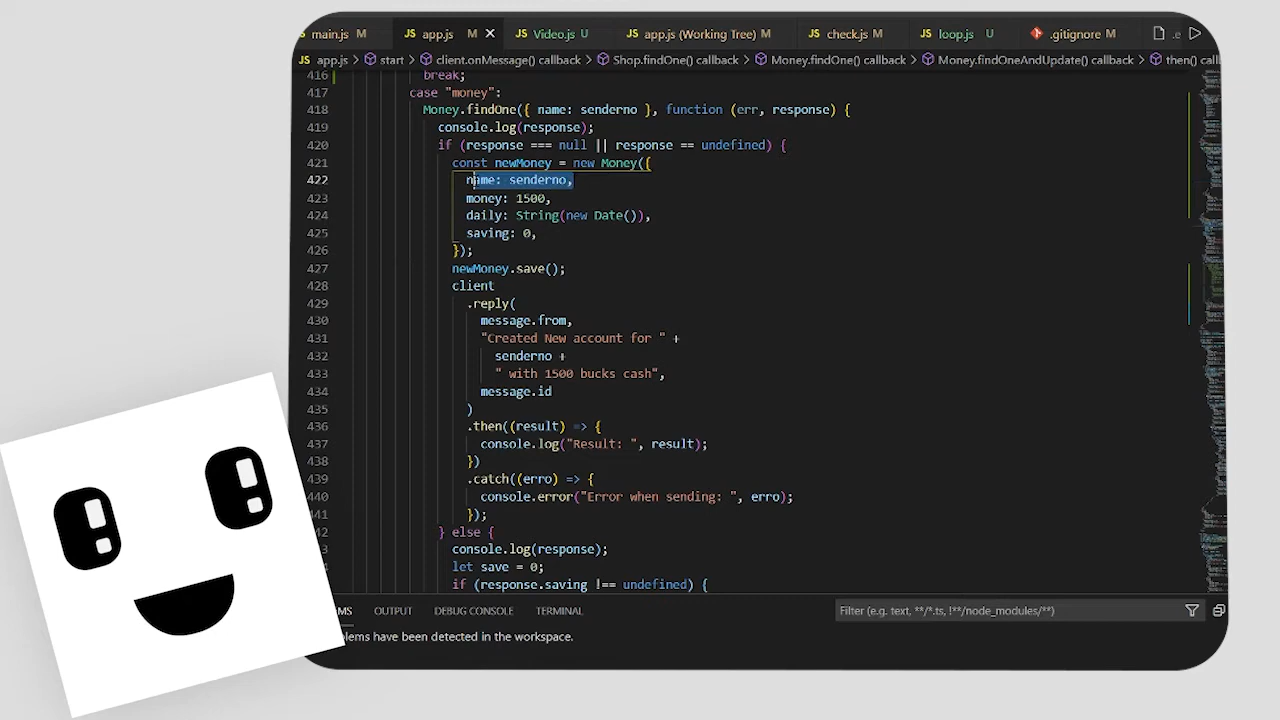 main.js M JS app.js M JS Video.js U JS app.js (Working Tree) M JS check.js M JS loop.js U .gitignore M
JS app.js > start > client.onMessage() callback > Shop.findOne() callback > Money.findOne() callback > Money.findOneAndUpdate() callback > then() call
416 break;
417 case "money":
418 Money.findOne({ name: senderno }, function (err, response) {
419 console.log(response);
420 if (response === null || response == undefined) {
421 const newMoney = new Money({
422 name: senderno,
423 money: 1500,
424 daily: String(new Date()),
425 saving: 0,
426 });
427 newMoney.save();
428 client
429 .reply(
430 message.from,
431 "Created New account for " +
432 senderno +
433 " with 1500 bucks cash",
434 message.id
435 )
436 .then((result) => {
437 console.log("Result: ", result);
438 })
439 .catch((erro) => {
440 console.error("Error when sending: ", erro);
441 });
42 } else {
3 console.log(response);
let save = 0;
if (response.saving !== undefined) {
MS OUTPUT DEBUG CONSOLE TERMINAL Filter (e.g. text, **/*.ts, !**/node_modules/**)
blems have been detected in the workspace.